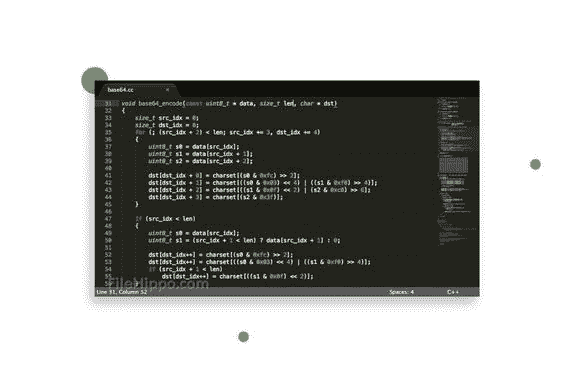 base64.cc ×
31 void base64_encode(const uint8_t * data, size_t len, char * dst)
32 {
33 size_t src_idx = 0;
34 size_t dst_idx = 0;
35 for (; (src_idx + 2) < len; src_idx += 3, dst_idx += 4)
36 {
37 uint8_t s0 = data[src_idx];
38 uint8_t s1 = data[src_idx + 1];
39 uint8_t s2 = data[src_idx + 2];
40
41 dst[dst_idx + 0] = charset[(s0 & 0xfc) >> 2];
42 dst[dst_idx + 1] = charset[((s0 & 0x03) << 4) | ((s1 & 0xf0) >> 4)];
43 dst[dst_idx + 2] = charset[((s1 & 0x0f) << 2) | (s2 & 0xc0) >> 6];
44 dst[dst_idx + 3] = charset[(s2 & 0x3f)];
45 }
46
47 if (src_idx < len)
48 {
49 uint8_t s0 = data[src_idx];
50 uint8_t s1 = (src_idx + 1 < len) ? data[src_idx + 1] : 0;
51
52 dst[dst_idx++] = charset[(s0 & 0xfc) >> 2];
53 dst[dst_idx++] = charset[((s0 & 0x03) << 4) | ((s1 & 0xf0) >> 4)];
54 if (src_idx + 1 < len)
55 dst[dst_idx++] = charset[((s1 & 0x0f) << 2)];
FileHippo.com
Line 31, Column 52 Spaces: 4 C++